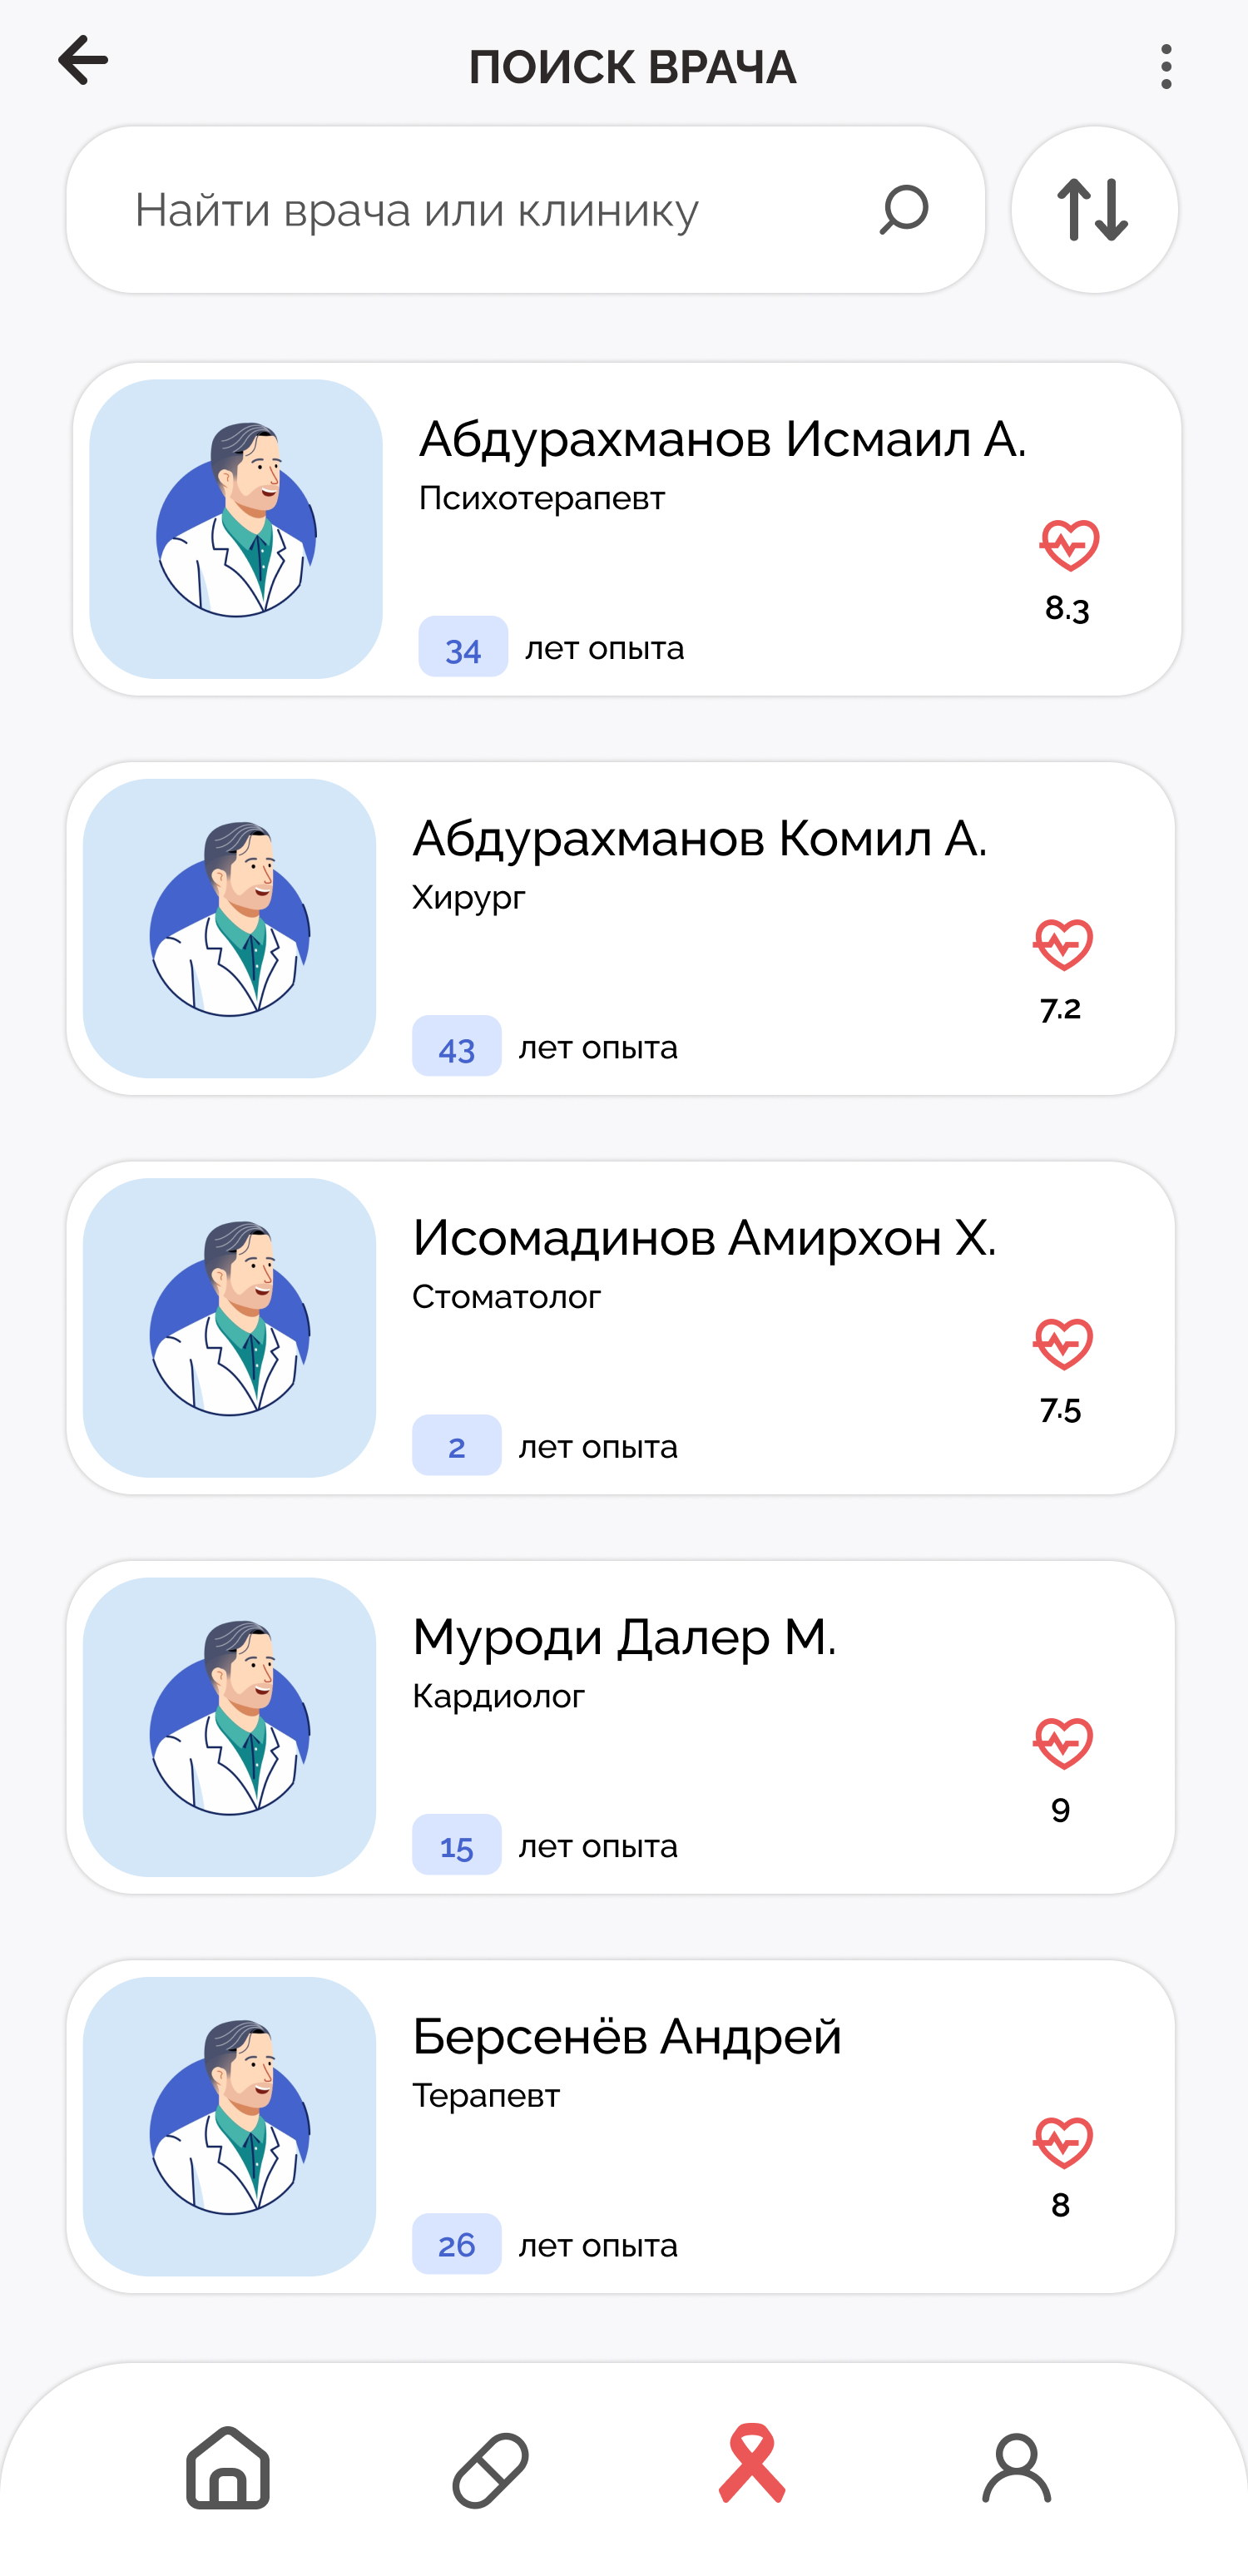 ПОИСК ВРАЧА
Найти врача или клинику
Абдурахманов Исмаил А.
Психотерапевт
8.3
34 лет опыта
Абдурахманов Комил А.
Хирург
7.2
43 лет опыта
Исомадинов Амирхон Х.
Стоматолог
7.5
2 лет опыта
Муроди Далер М.
Кардиолог
9
15 лет опыта
Берсенёв Андрей
Терапевт
8
26 лет опыта